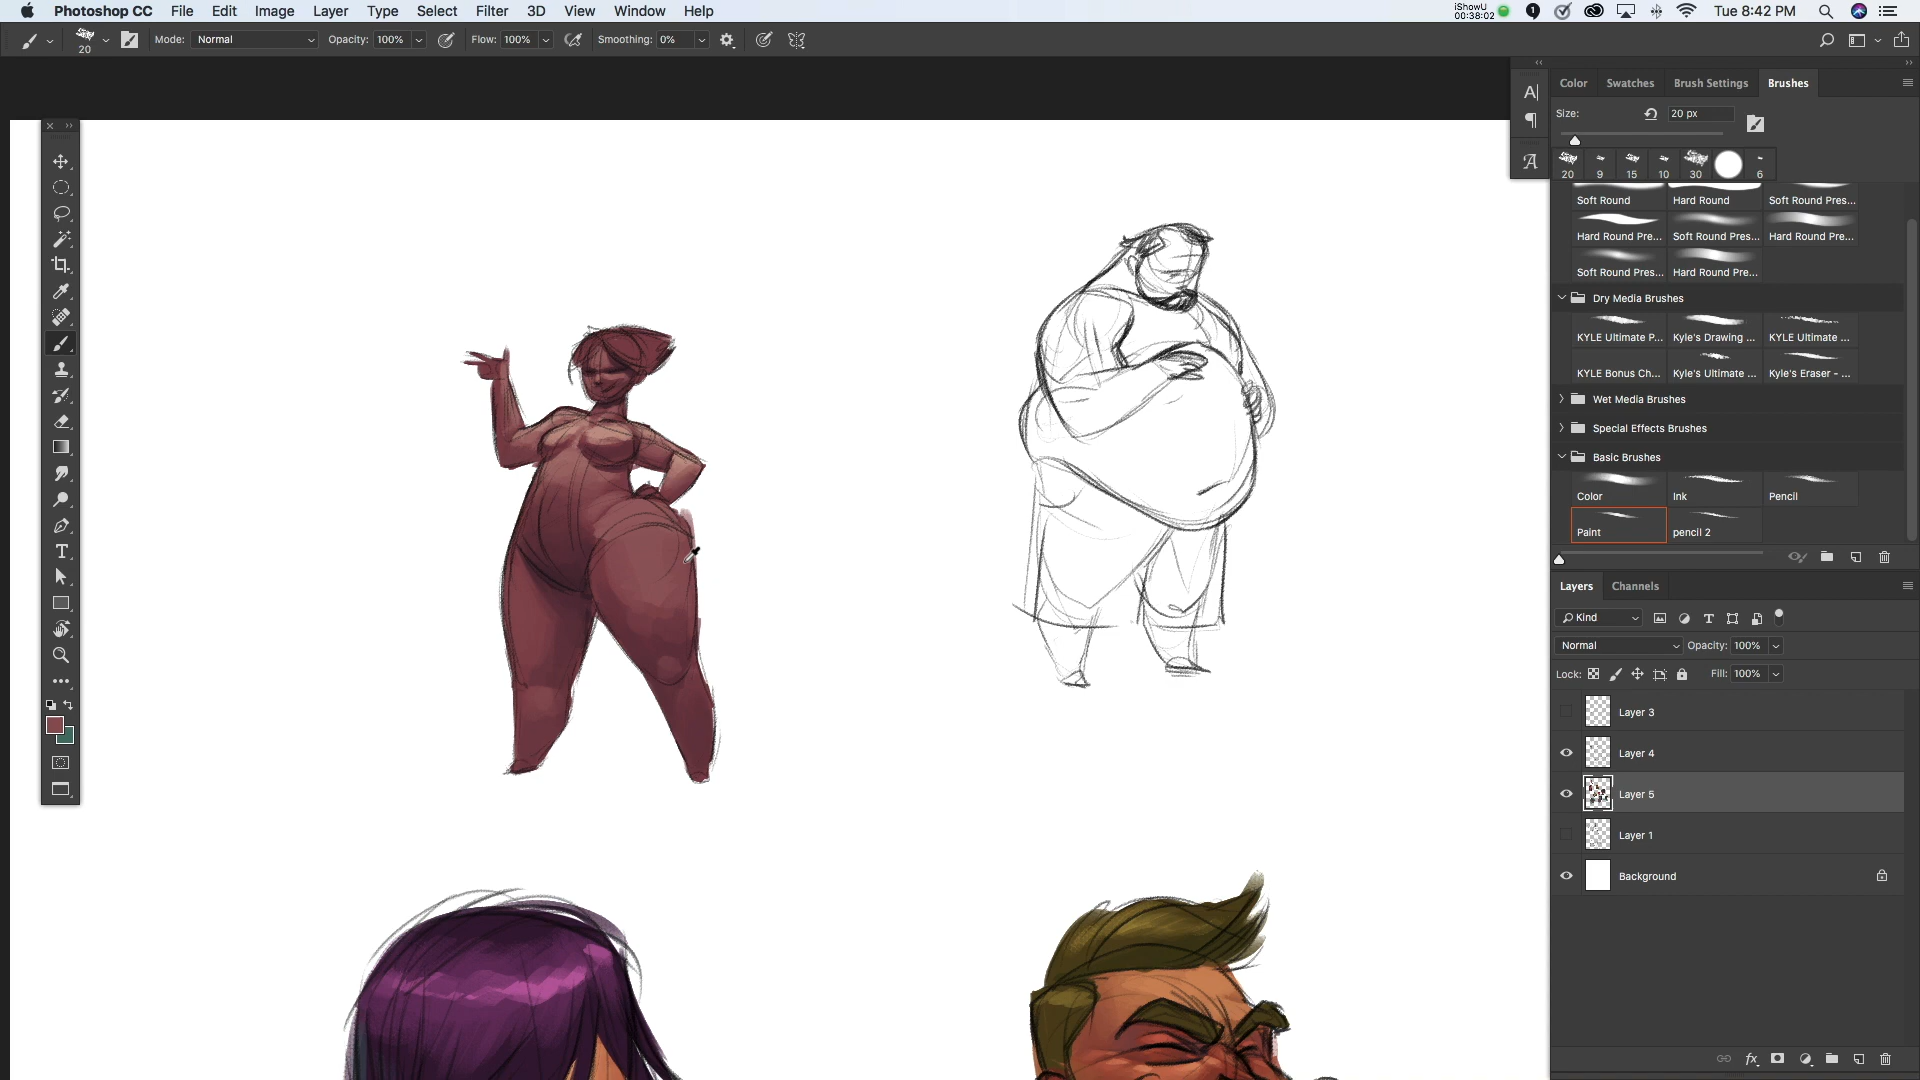 Photoshop CC File Edit Image Layer Type Select Filter 3D View Window Help
iShowU
00:38:02
1
Tue 8:42 PM
20
Mode: Normal Opacity: 100% Flow: 100% Smoothing: 0%
Color Swatches Brush Settings Brushes
Size: 20 px
20 9 15 10 30 6
Soft Round Hard Round Soft Round Pres...
Hard Round Pre... Soft Round Pres... Hard Round Pre...
Soft Round Pres... Hard Round Pre...
Dry Media Brushes
KYLE Ultimate P... Kyle's Drawing ... KYLE Ultimate ...
KYLE Bonus Ch... Kyle's Ultimate ... Kyle's Eraser - ...
Wet Media Brushes
Special Effects Brushes
Basic Brushes
Color Ink Pencil
Paint pencil 2
Layers Channels
Kind
Normal Opacity: 100%
Lock: Fill: 100%
Layer 3
Layer 4
Layer 5
Layer 1
Background
fx